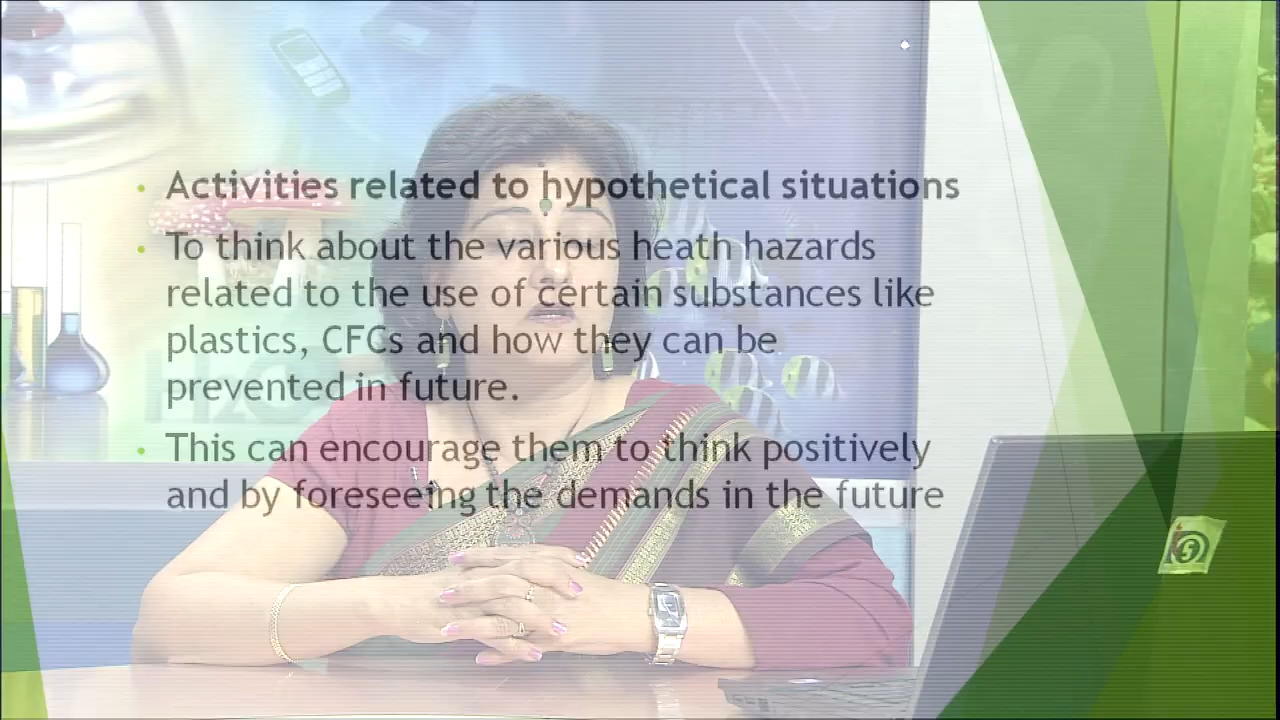 Activities related to hypothetical situations
To think about the various heath hazards
related to the use of certain substances like
plastics, CFCs and how they can be
prevented in future.
This can encourage them to think positively
and by foreseeing the demands in the future